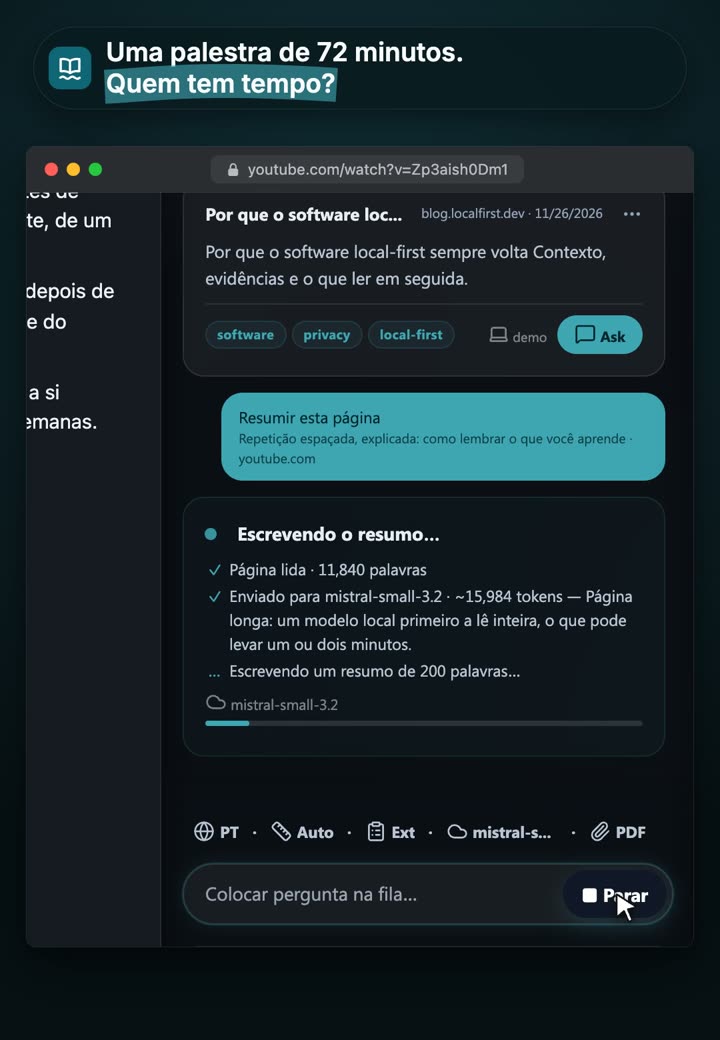 Uma palestra de 72 minutos.
Quem tem tempo?
youtube.com/watch?v=Zp3aish0Dm1
te, de um
depois de
e do
a si
emanas.
Por que o software loc... blog.localfirst.dev · 11/26/2026
Por que o software local-first sempre volta Contexto,
evidências e o que ler em seguida.
software privacy local-first demo Ask
Resumir esta página
Repetição espaçada, explicada: como lembrar o que você aprende ·
youtube.com
Escrevendo o resumo...
Página lida · 11,840 palavras
Enviado para mistral-small-3.2 · ~15,984 tokens — Página
longa: um modelo local primeiro a lê inteira, o que pode
levar um ou dois minutos.
... Escrevendo um resumo de 200 palavras...
mistral-small-3.2
PT · Auto · Ext · mistral-s... · PDF
Colocar pergunta na fila... Parar